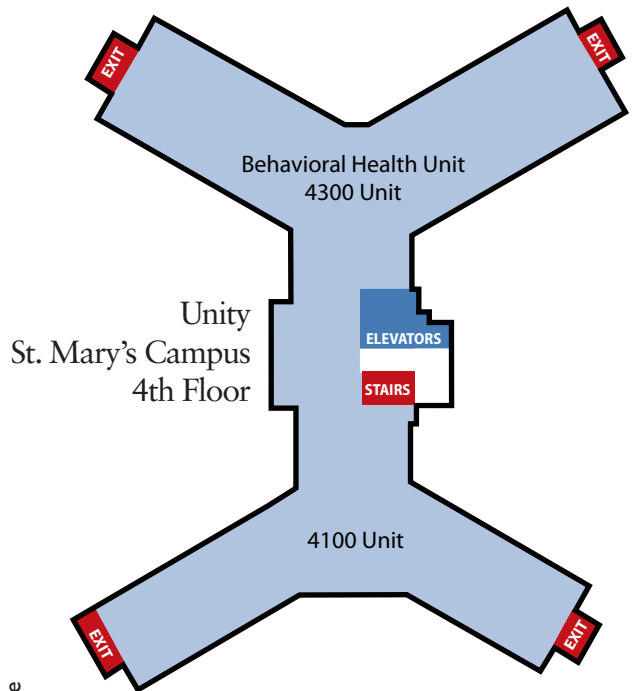 EXIT
EXIT
Behavioral Health Unit
4300 Unit
Unity
St. Mary's Campus
4th Floor
ELEVATORS
STAIRS
4100 Unit
EXIT
EXIT
e